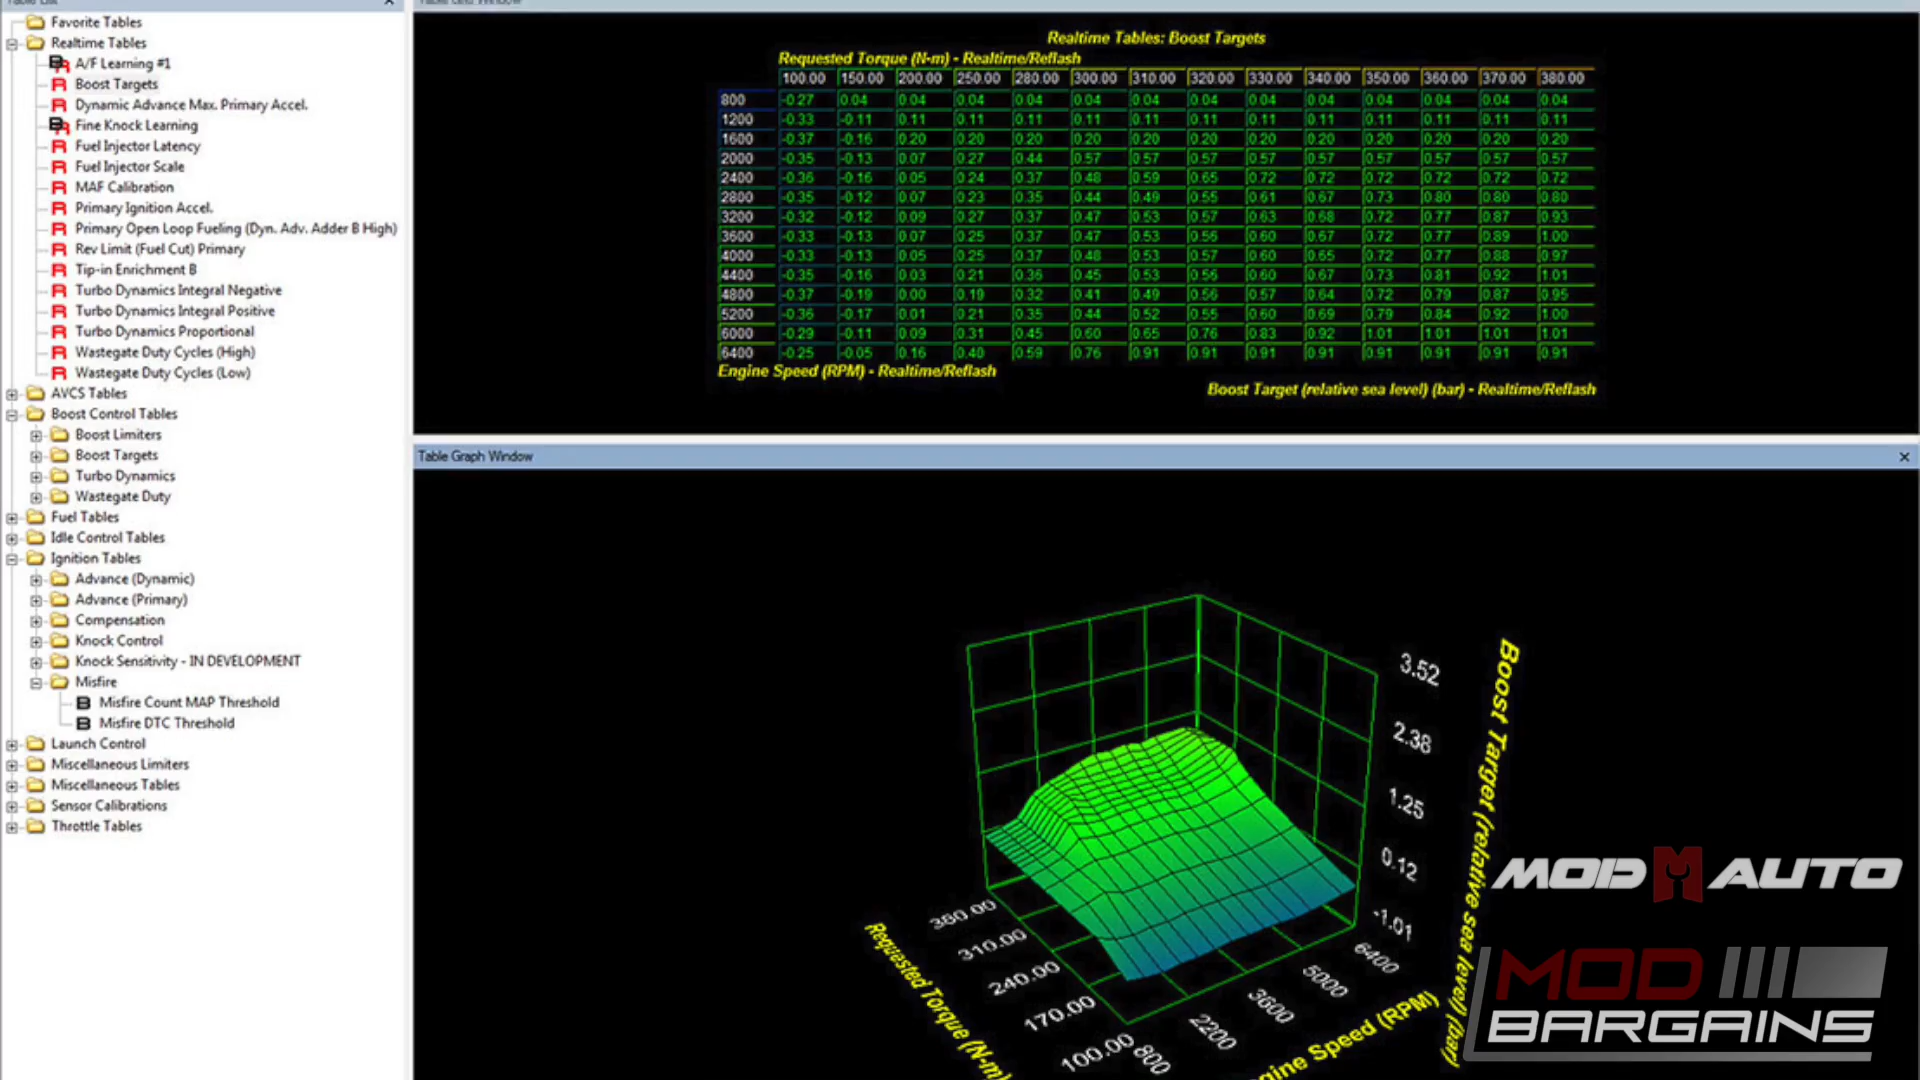 Table List
Favorite Tables
Realtime Tables
A/F Learning #1
Boost Targets
Dynamic Advance Max. Primary Accel.
Fine Knock Learning
Fuel Injector Latency
Fuel Injector Scale
MAF Calibration
Primary Ignition Accel.
Primary Open Loop Fueling (Dyn. Adv. Adder B High)
Rev Limit (Fuel Cut) Primary
Tip-in Enrichment B
Turbo Dynamics Integral Negative
Turbo Dynamics Integral Positive
Turbo Dynamics Proportional
Wastegate Duty Cycles (High)
Wastegate Duty Cycles (Low)
AVCS Tables
Boost Control Tables
Boost Limiters
Boost Targets
Turbo Dynamics
Wastegate Duty
Fuel Tables
Idle Control Tables
Ignition Tables
Advance (Dynamic)
Advance (Primary)
Compensation
Knock Control
Knock Sensitivity - IN DEVELOPMENT
Misfire
Misfire Count MAP Threshold
Misfire DTC Threshold
Launch Control
Miscellaneous Limiters
Miscellaneous Tables
Sensor Calibrations
Throttle Tables
Table Grid Window
Realtime Tables: Boost Targets
Requested Torque (N-m) - Realtime/Reflash
100.00 150.00 200.00 250.00 280.00 300.00 310.00 320.00 330.00 340.00 350.00 360.00 370.00 380.00
800 -0.27 0.04 0.04 0.04 0.04 0.04 0.04 0.04 0.04 0.04 0.04 0.04 0.04 0.04
1200 -0.33 -0.11 0.11 0.11 0.11 0.11 0.11 0.11 0.11 0.11 0.11 0.11 0.11 0.11
1600 -0.37 -0.16 0.20 0.20 0.20 0.20 0.20 0.20 0.20 0.20 0.20 0.20 0.20 0.20
2000 -0.35 -0.13 0.07 0.27 0.44 0.57 0.57 0.57 0.57 0.57 0.57 0.57 0.57 0.57
2400 -0.36 -0.16 0.05 0.24 0.37 0.48 0.59 0.65 0.72 0.72 0.72 0.72 0.72 0.72
2800 -0.35 -0.12 0.07 0.23 0.35 0.44 0.49 0.55 0.61 0.67 0.73 0.80 0.80 0.80
3200 -0.32 -0.12 0.09 0.27 0.37 0.47 0.53 0.57 0.63 0.68 0.72 0.77 0.87 0.93
3600 -0.33 -0.13 0.07 0.25 0.37 0.47 0.53 0.56 0.60 0.67 0.72 0.77 0.89 1.00
4000 -0.33 -0.13 0.05 0.25 0.37 0.48 0.53 0.57 0.60 0.65 0.72 0.77 0.88 0.97
4400 -0.35 -0.16 0.03 0.21 0.36 0.45 0.53 0.56 0.60 0.67 0.73 0.81 0.92 1.01
4800 -0.37 -0.19 0.00 0.19 0.32 0.41 0.49 0.56 0.57 0.64 0.72 0.79 0.87 0.95
5200 -0.36 -0.17 0.01 0.21 0.35 0.44 0.52 0.55 0.60 0.69 0.79 0.84 0.92 1.00
6000 -0.29 -0.11 0.09 0.31 0.45 0.60 0.65 0.76 0.83 0.92 1.01 1.01 1.01 1.01
6400 -0.25 -0.05 0.16 0.40 0.59 0.76 0.91 0.91 0.91 0.91 0.91 0.91 0.91 0.91
Engine Speed (RPM) - Realtime/Reflash
Boost Target (relative sea level) (bar) - Realtime/Reflash
Table Graph Window
3.52
2.38
1.25
0.12
-1.01
Boost Target (relative sea level) (bar)
380.00
310.00
240.00
170.00
100.00
Requested Torque (N-m)
800
2200
3600
5000
6400
ngine Speed (RPM)
MOD AUTO
MOD
BARGAINS